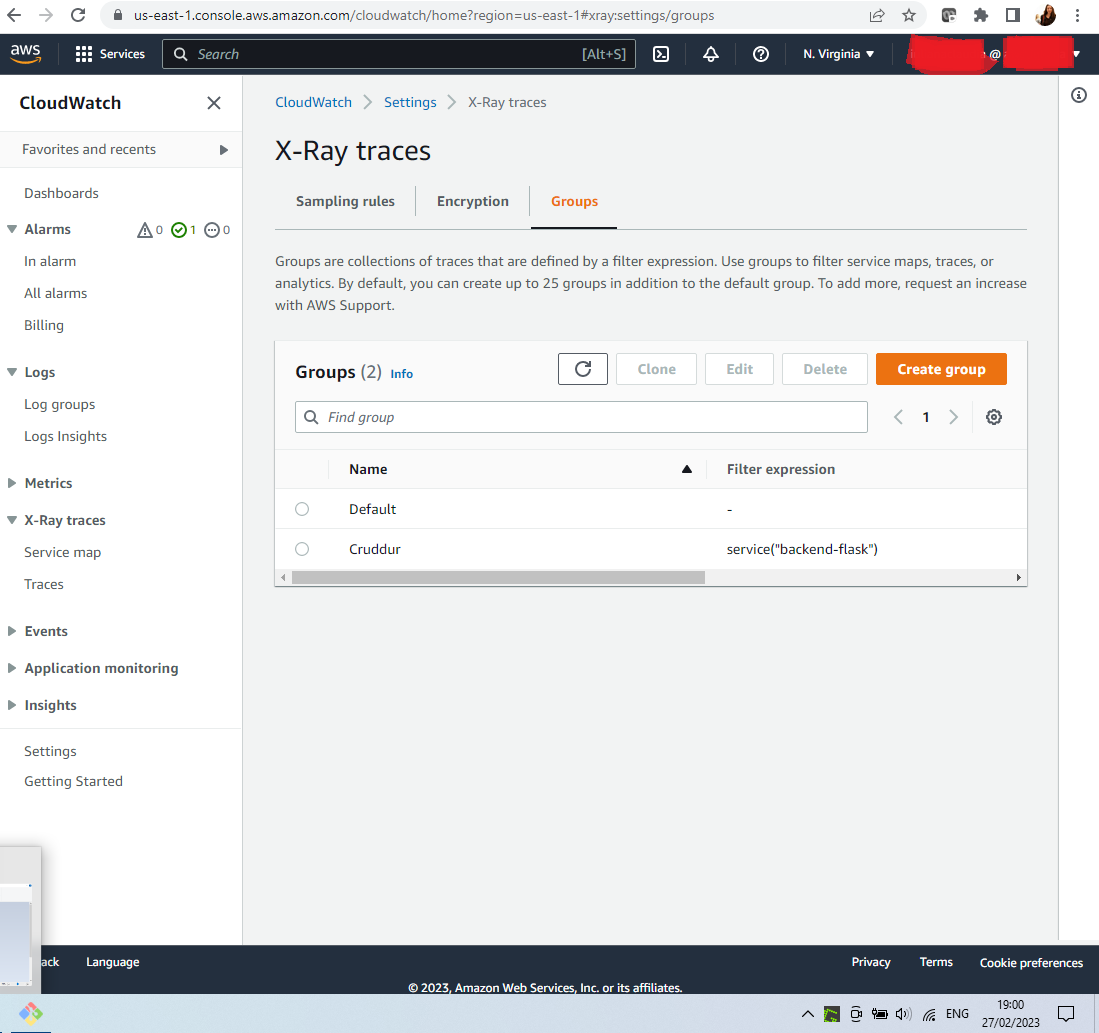 us-east-1.console.aws.amazon.com/cloudwatch/home?region=us-east-1#xray:settings/groups
aws Services Search [Alt+S] N. Virginia @
CloudWatch
Favorites and recents
Dashboards
Alarms 0 1 0
In alarm
All alarms
Billing
Logs
Log groups
Logs Insights
Metrics
X-Ray traces
Service map
Traces
Events
Application monitoring
Insights
Settings
Getting Started
CloudWatch Settings X-Ray traces
X-Ray traces
Sampling rules Encryption Groups
Groups are collections of traces that are defined by a filter expression. Use groups to filter service maps, traces, or
analytics. By default, you can create up to 25 groups in addition to the default group. To add more, request an increase
with AWS Support.
Groups (2) Info Clone Edit Delete Create group
Find group 1
Name Filter expression
Default -
Cruddur service("backend-flask")
ack Language Privacy Terms Cookie preferences
© 2023, Amazon Web Services, Inc. or its affiliates.
ENG 19:00
27/02/2023